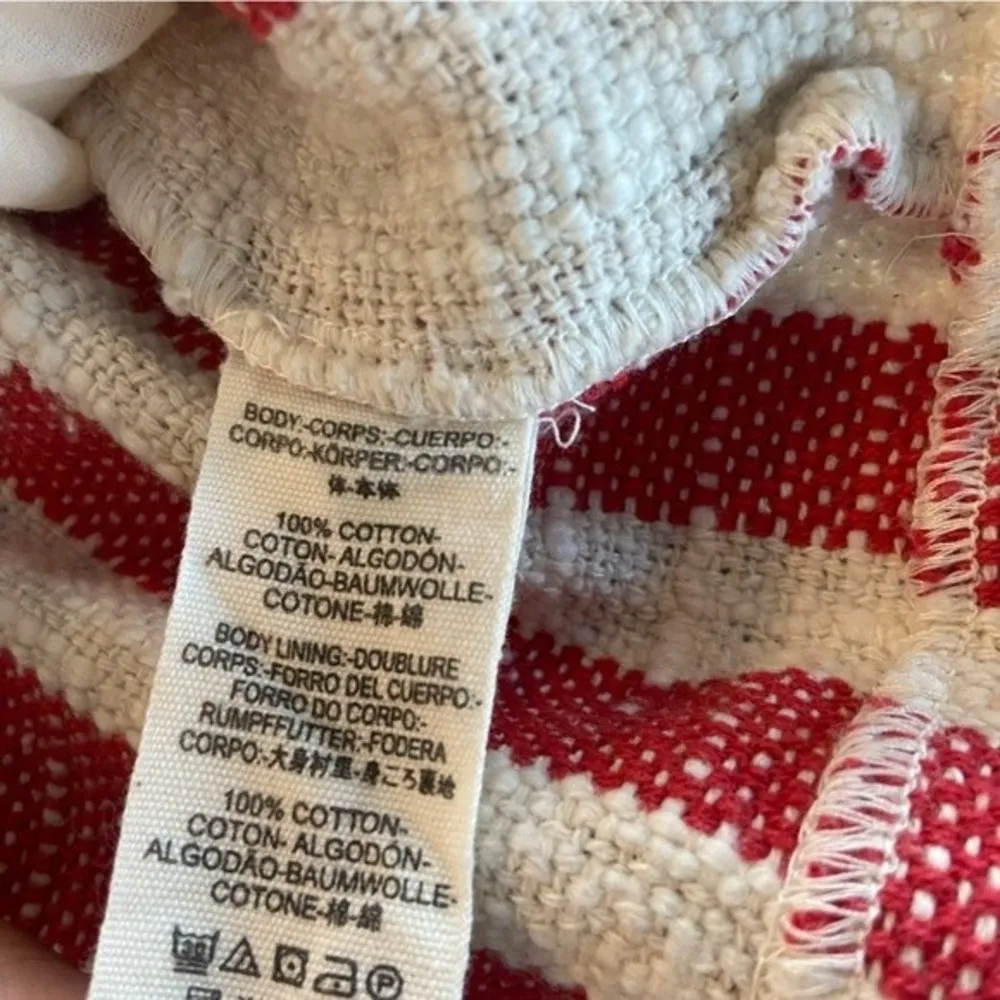 BODY:-CORPS:-CUERPO:-
CORPO:-KÖRPER:-CORPO:-
体-本体
100% COTTON-
COTON- ALGODÓN-
ALGODÃO-BAUMWOLLE-
COTONE-棉-綿
BODY LINING:-DOUBLURE
CORPS:-FORRO DEL CUERPO:-
FORRO DO CORPO:-
RUMPFFUTTER:-FODERA
CORPO:-大身衬里-身ころ裏地
100% COTTON-
COTON- ALGODÓN-
ALGODÃO-BAUMWOLLE-
COTONE-棉-綿
30
P